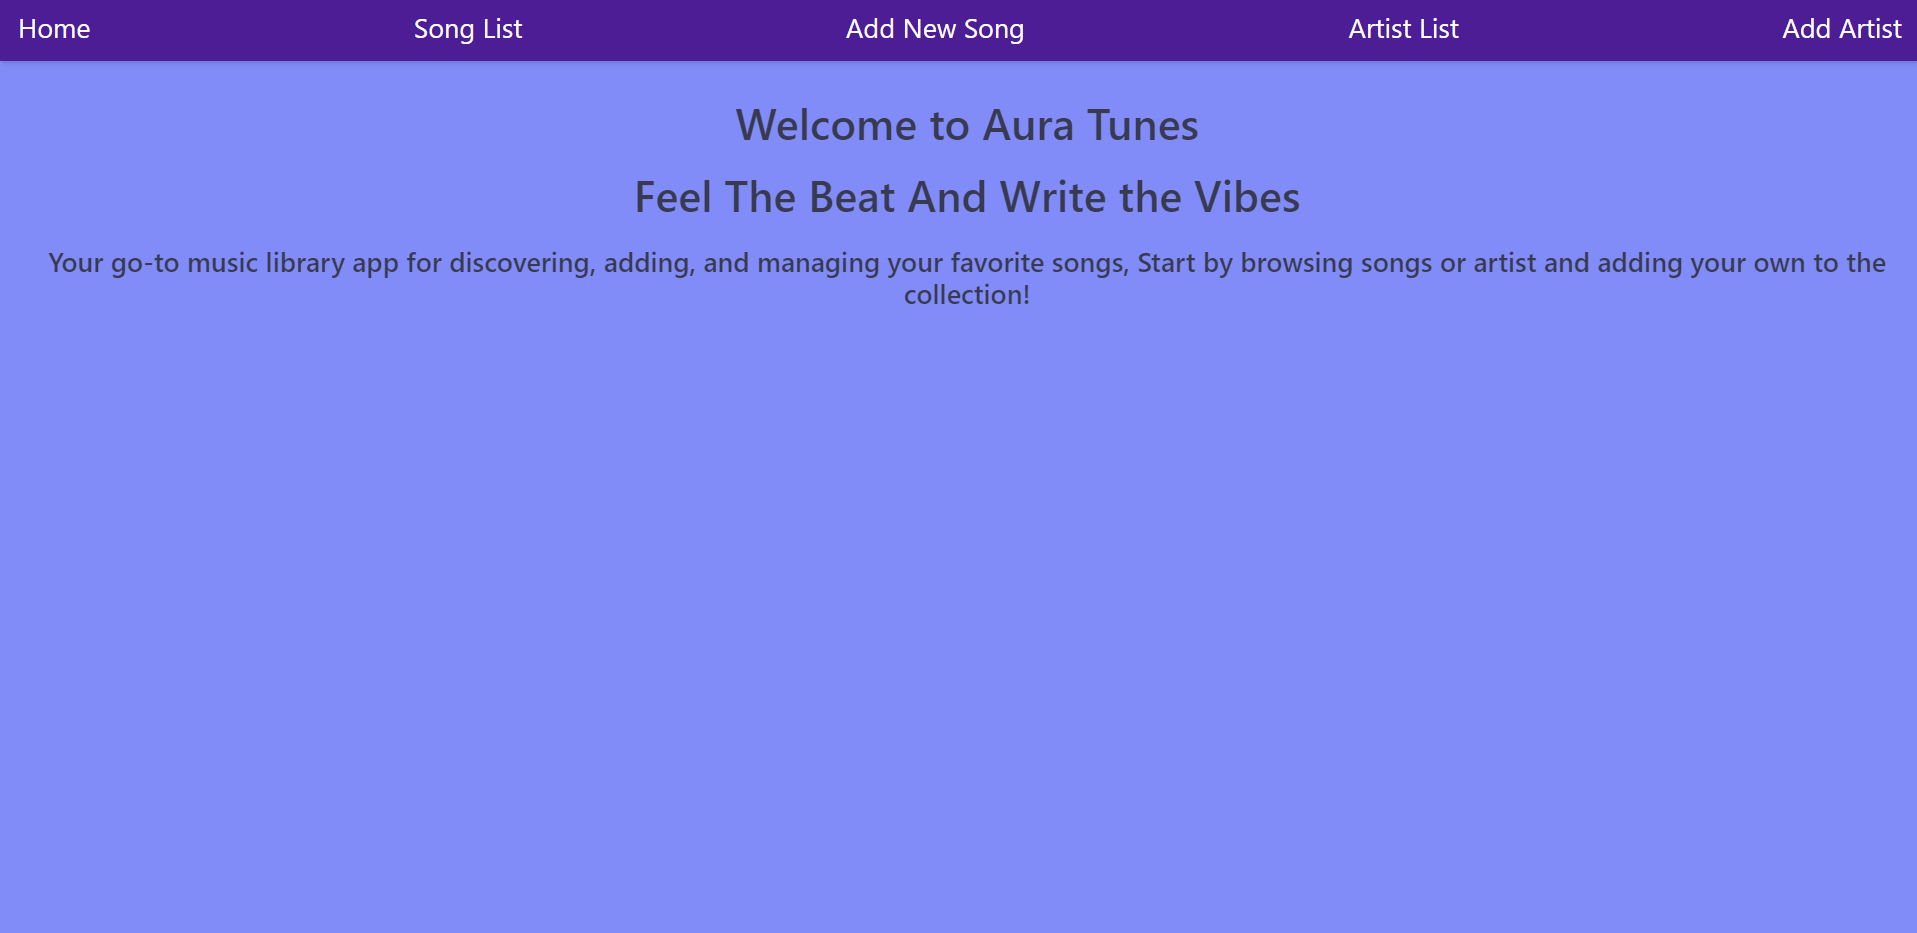 Home Song List Add New Song Artist List Add Artist
Welcome to Aura Tunes
Feel The Beat And Write the Vibes
Your go-to music library app for discovering, adding, and managing your favorite songs, Start by browsing songs or artist and adding your own to the
collection!